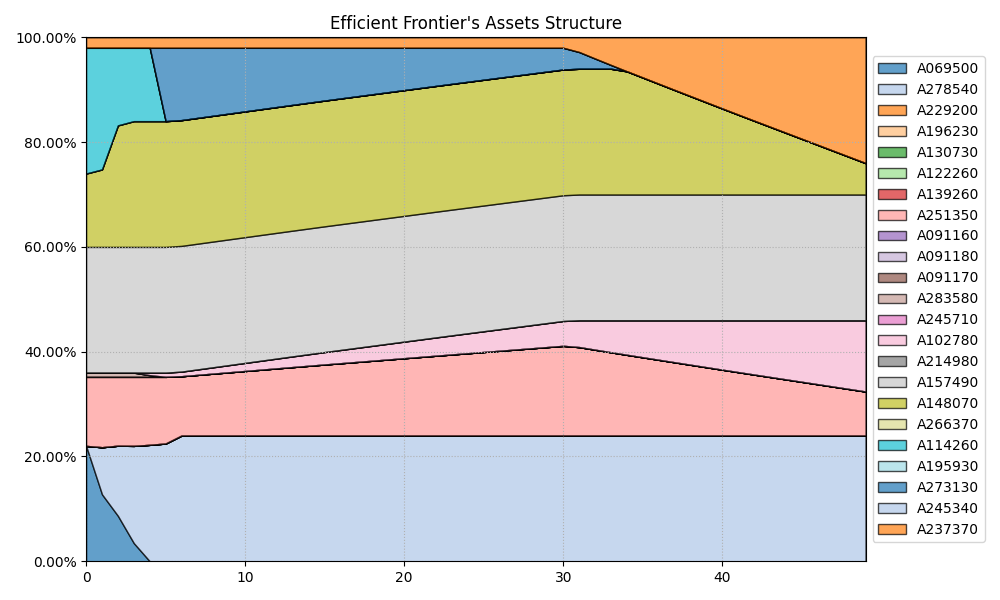 Efficient Frontier's Assets Structure
100.00%
80.00%
60.00%
40.00%
20.00%
0.00%
0
10
20
30
40
A069500
A278540
A229200
A196230
A130730
A122260
A139260
A251350
A091160
A091180
A091170
A283580
A245710
A102780
A214980
A157490
A148070
A266370
A114260
A195930
A273130
A245340
A237370